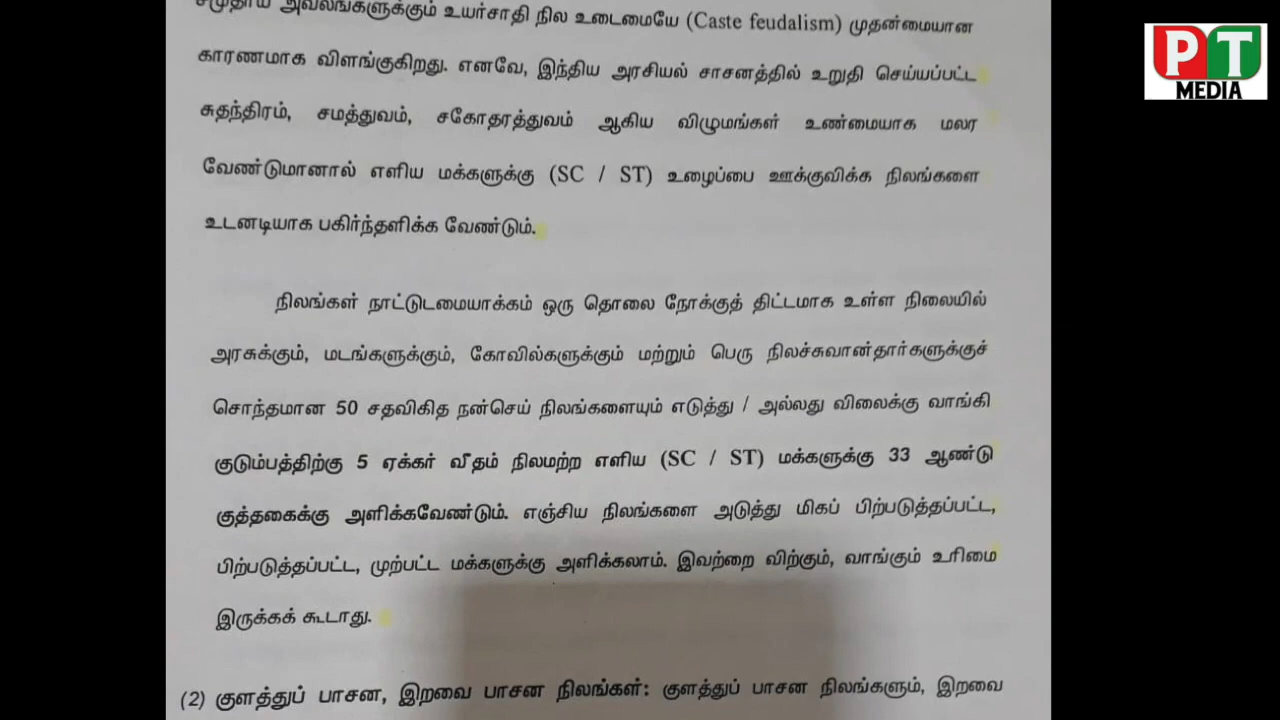 சமுதாய அவலங்களுக்கும் உயர்சாதி நில உடைமையே (Caste feudalism) முதன்மையான
காரணமாக விளங்குகிறது. எனவே, இந்திய அரசியல் சாசனத்தில் உறுதி செய்யப்பட்ட
சுதந்திரம், சமத்துவம், சகோதரத்துவம் ஆகிய விழுமங்கள் உண்மையாக மலர
வேண்டுமானால் எளிய மக்களுக்கு (SC / ST) உழைப்பை ஊக்குவிக்க நிலங்களை
உடனடியாக பகிர்ந்தளிக்க வேண்டும்.
நிலங்கள் நாட்டுடமையாக்கம் ஒரு தொலை நோக்குத் திட்டமாக உள்ள நிலையில்
அரசுக்கும், மடங்களுக்கும், கோவில்களுக்கும் மற்றும் பெரு நிலச்சுவான்தார்களுக்குச்
சொந்தமான 50 சதவிகித நன்செய் நிலங்களையும் எடுத்து / அல்லது விலைக்கு வாங்கி
குடும்பத்திற்கு 5 ஏக்கர் வீதம் நிலமற்ற எளிய (SC / ST) மக்களுக்கு 33 ஆண்டு
குத்தகைக்கு அளிக்கவேண்டும். எஞ்சிய நிலங்களை அடுத்து மிகப் பிற்படுத்தப்பட்ட,
பிற்படுத்தப்பட்ட, முற்பட்ட மக்களுக்கு அளிக்கலாம். இவற்றை விற்கும், வாங்கும் உரிமை
இருக்கக் கூடாது.
(2) குளத்துப் பாசன, இறவை பாசன நிலங்கள்: குளத்துப் பாசன நிலங்களும், இறவை
PT
MEDIA